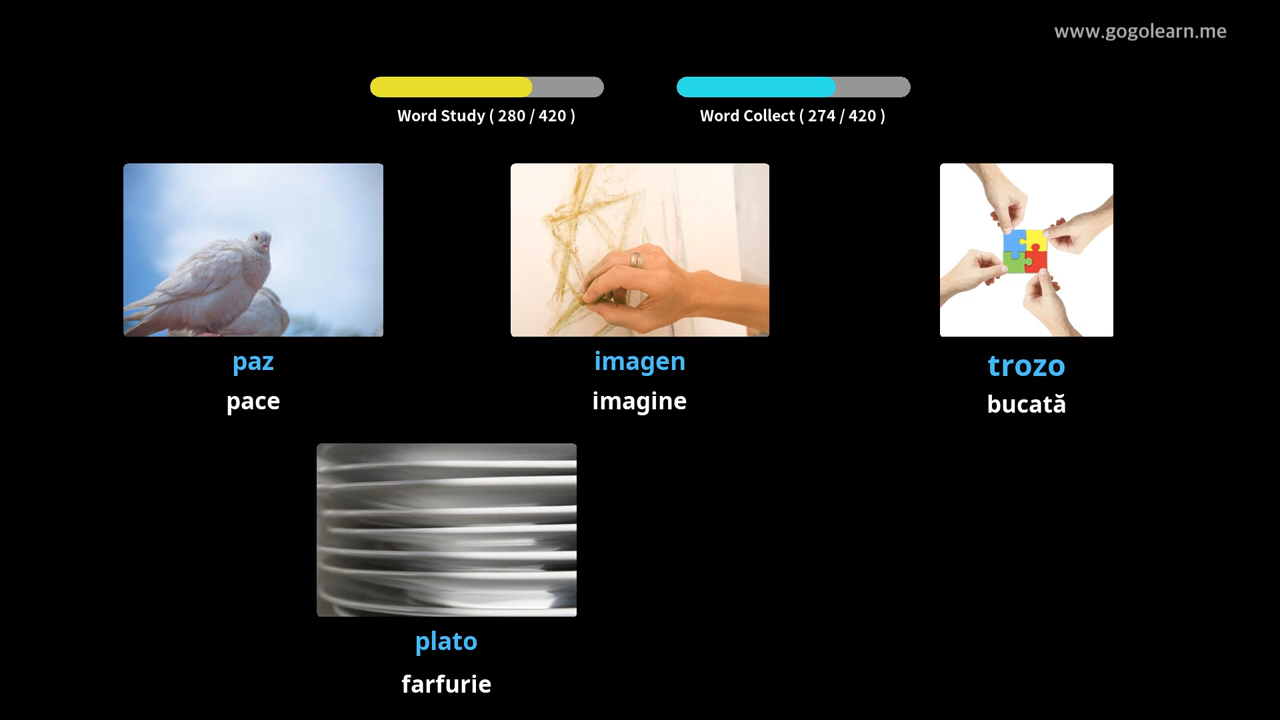 www.gogolearn.me
Word Study ( 280 / 420 )
Word Collect ( 274 / 420 )
paz
pace
imagen
imagine
trozo
bucată
plato
farfurie